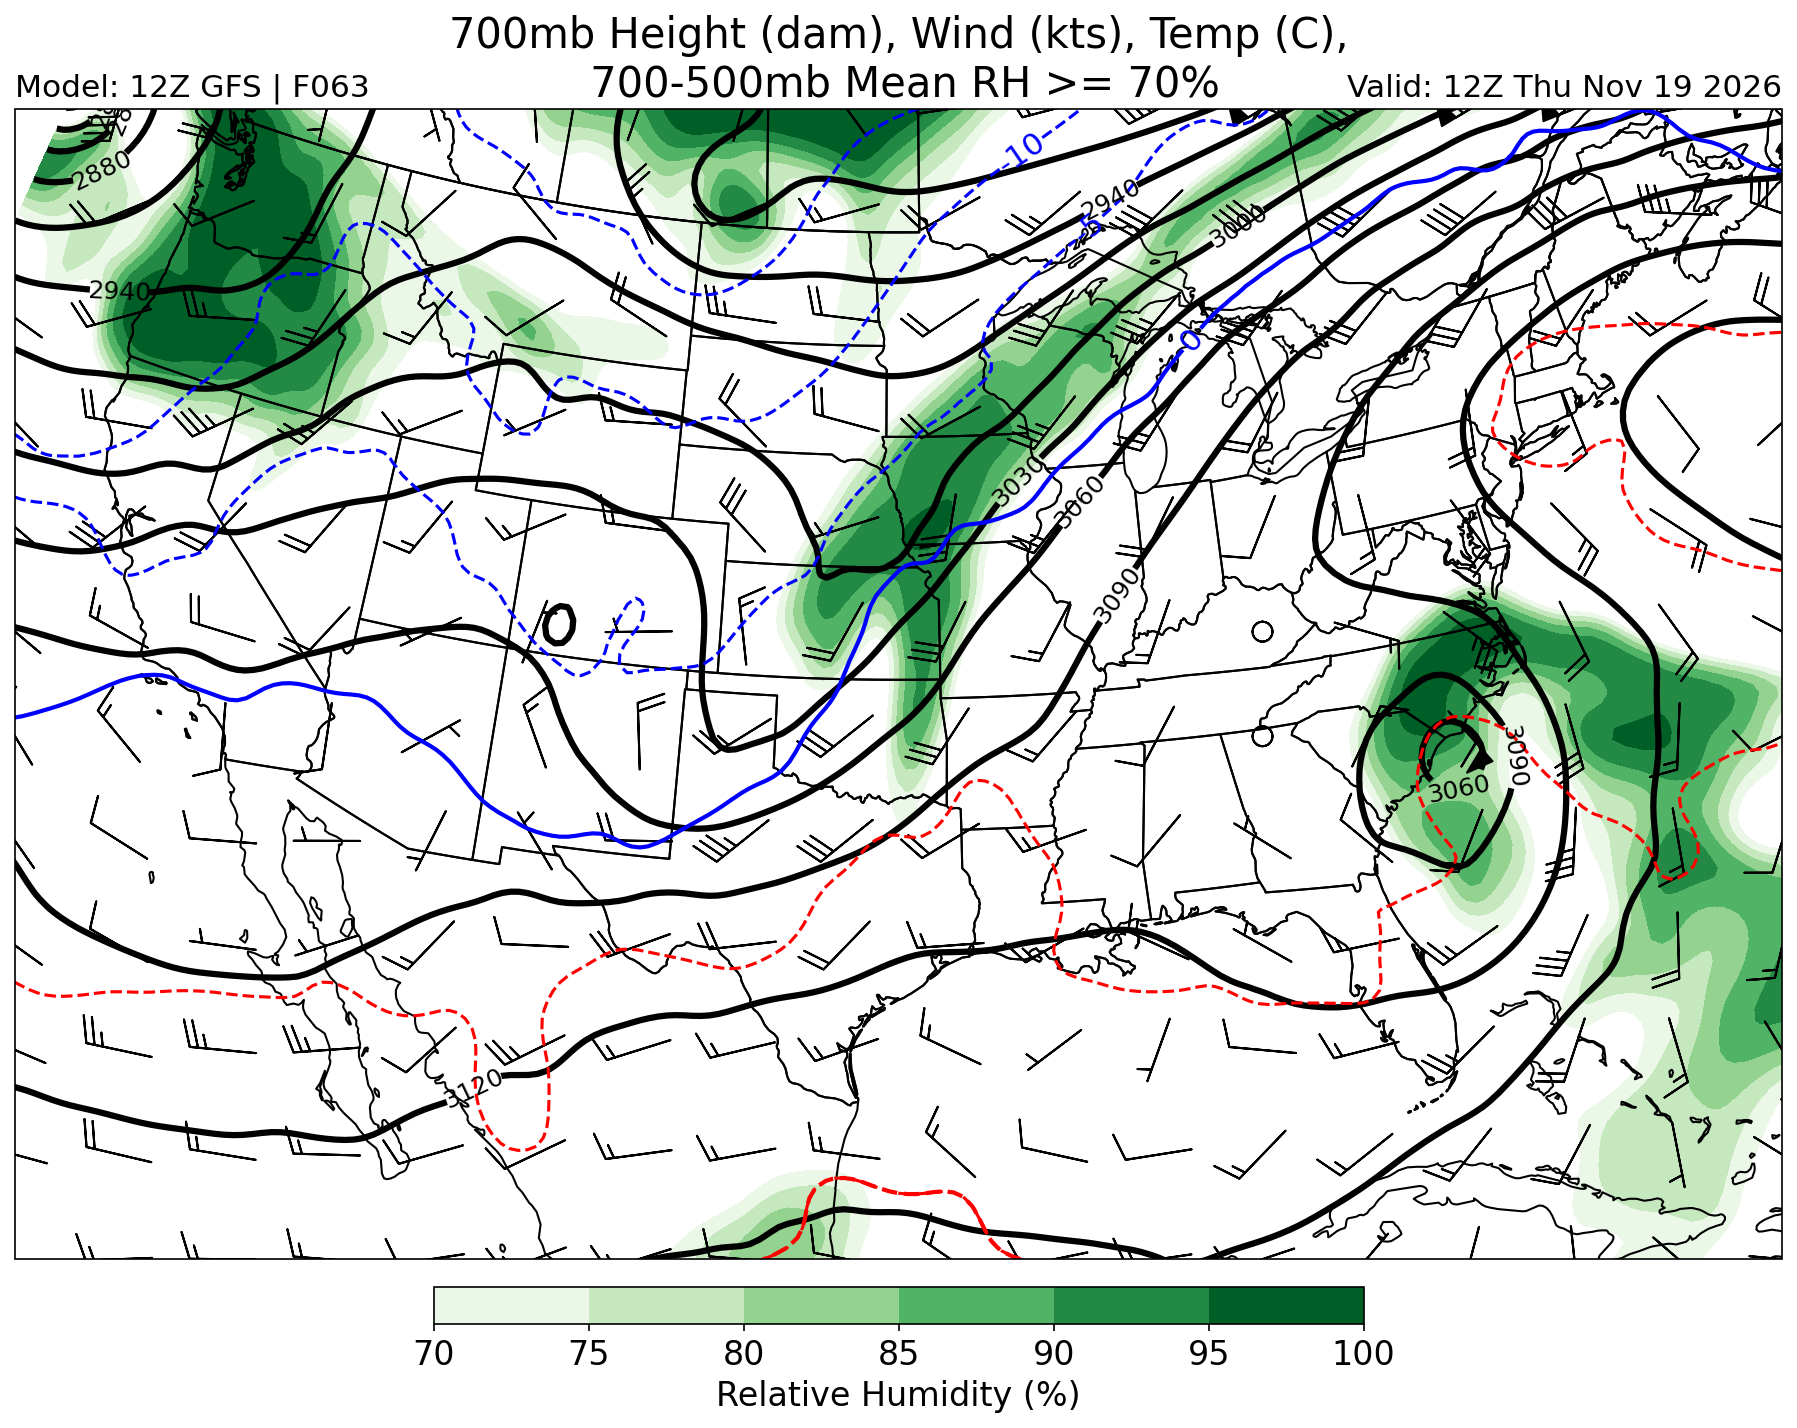 700mb Height (dam), Wind (kts), Temp (C),
700-500mb Mean RH >= 70%
Model: 12Z GFS | F063
Valid: 12Z Thu Nov 19 2026
2880
-10
2940
-5
3000
2940
0
3030
3060
3090
3090
3060
3120
70 75 80 85 90 95 100
Relative Humidity (%)